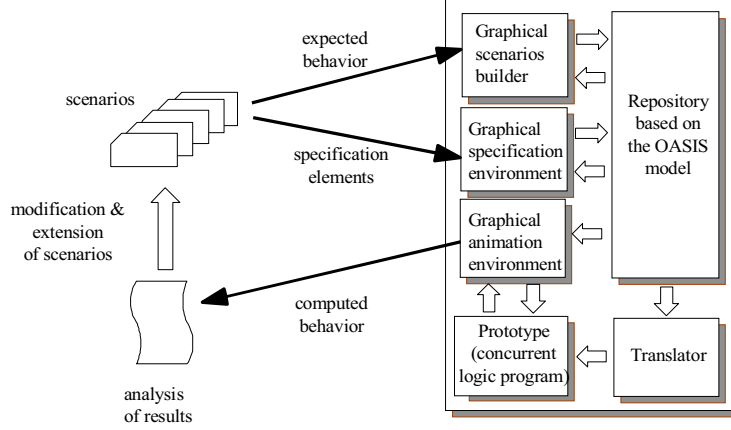 expected
behavior
scenarios
specification
elements
modification &
extension
of scenarios
computed
behavior
analysis
of results
Graphical
scenarios
builder
Graphical
specification
environment
Graphical
animation
environment
Repository
based on
the OASIS
model
Prototype
(concurrent
logic program)
Translator